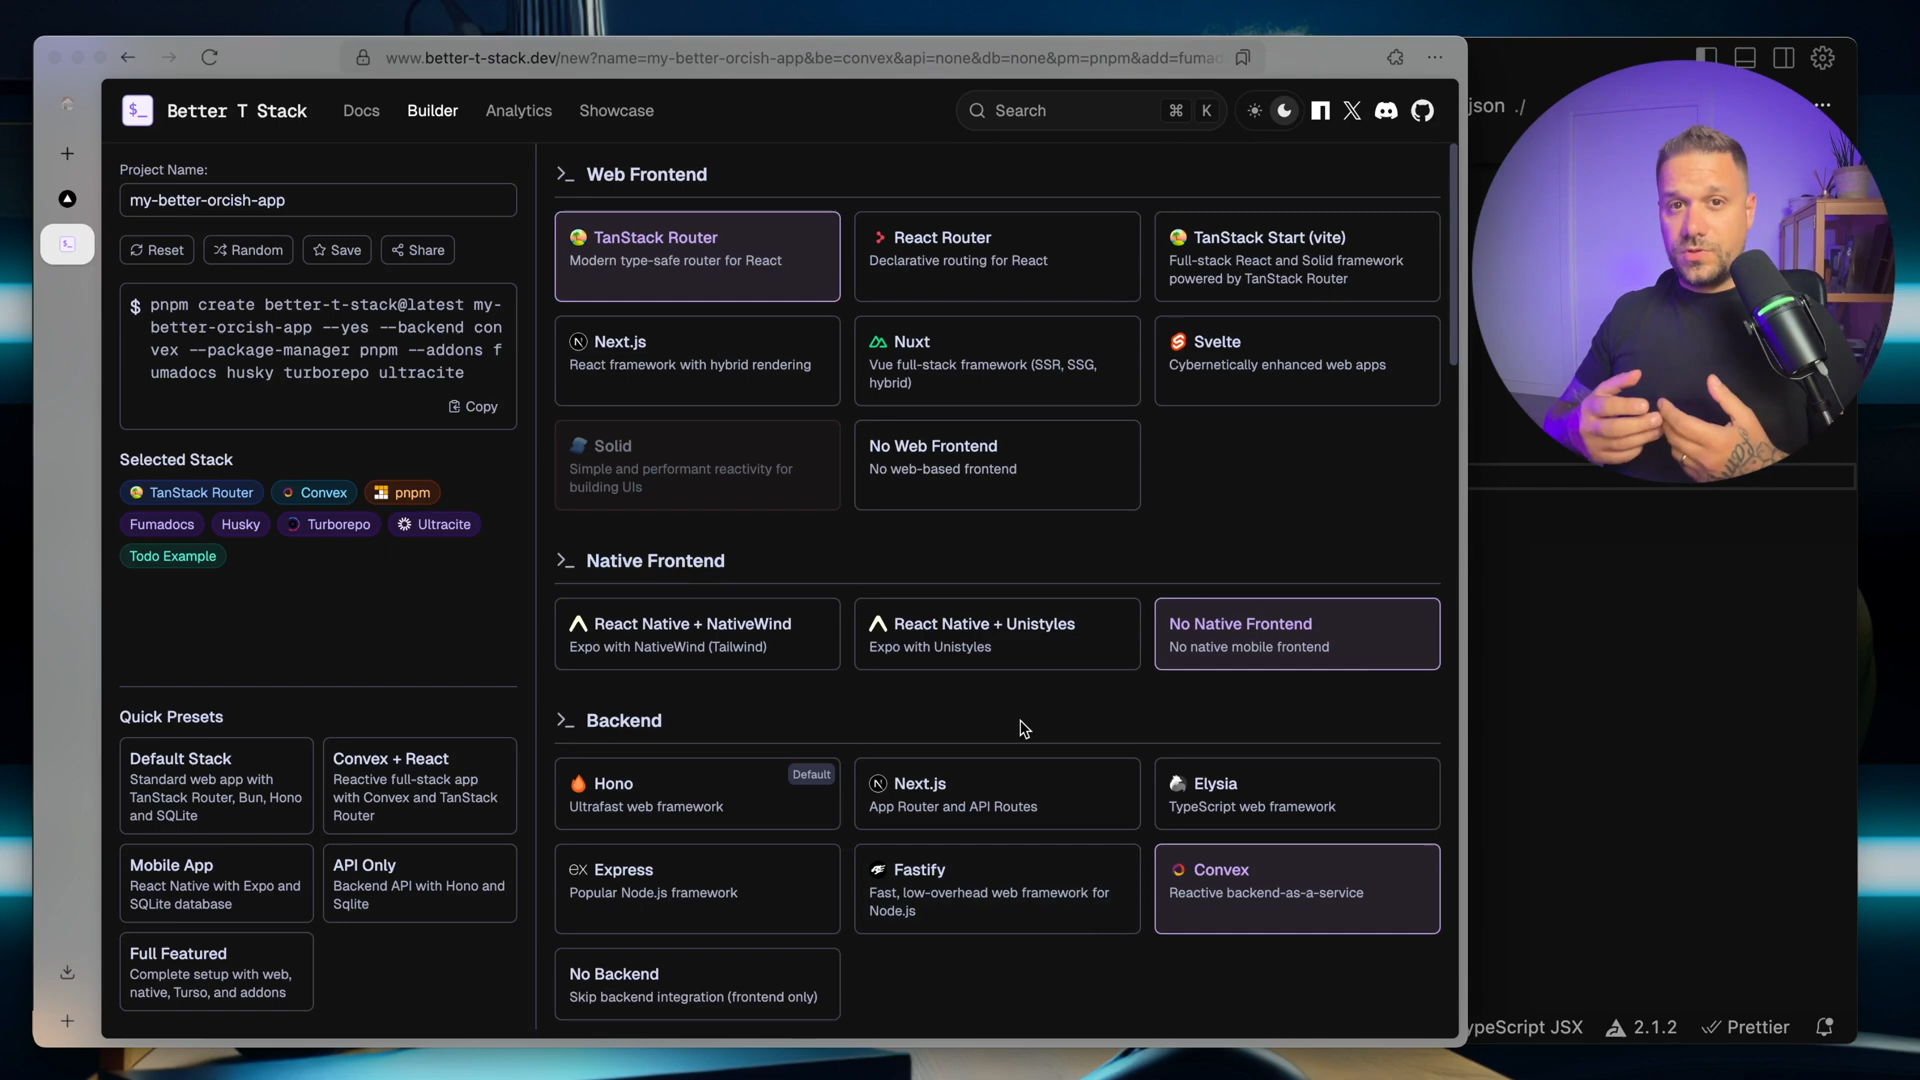 www.better-t-stack.dev/new?name=my-better-orcish-app&be=convex&api=none&db=none&pm=pnpm&add=fumad
$_ Better T Stack
Docs
Builder
Analytics
Showcase
Search
⌘ K
json ./
Project Name:
my-better-orcish-app
Reset
Random
Save
Share
$ pnpm create better-t-stack@latest my-
better-orcish-app --yes --backend con
vex --package-manager pnpm --addons f
umadocs husky turborepo ultracite
Copy
Selected Stack
TanStack Router
Convex
pnpm
Fumadocs
Husky
Turborepo
Ultracite
Todo Example
Quick Presets
Default Stack
Standard web app with
TanStack Router, Bun, Hono
and SQLite
Convex + React
Reactive full-stack app
with Convex and TanStack
Router
Mobile App
React Native with Expo and
SQLite database
API Only
Backend API with Hono and
Sqlite
Full Featured
Complete setup with web,
native, Turso, and addons
>_ Web Frontend
TanStack Router
Modern type-safe router for React
React Router
Declarative routing for React
TanStack Start (vite)
Full-stack React and Solid framework
powered by TanStack Router
Next.js
React framework with hybrid rendering
Nuxt
Vue full-stack framework (SSR, SSG,
hybrid)
Svelte
Cybernetically enhanced web apps
Solid
Simple and performant reactivity for
building UIs
No Web Frontend
No web-based frontend
>_ Native Frontend
React Native + NativeWind
Expo with NativeWind (Tailwind)
React Native + Unistyles
Expo with Unistyles
No Native Frontend
No native mobile frontend
>_ Backend
Hono
Default
Ultrafast web framework
Next.js
App Router and API Routes
Elysia
TypeScript web framework
ex Express
Popular Node.js framework
Fastify
Fast, low-overhead web framework for
Node.js
Convex
Reactive backend-as-a-service
No Backend
Skip backend integration (frontend only)
ypeScript JSX
2.1.2
Prettier